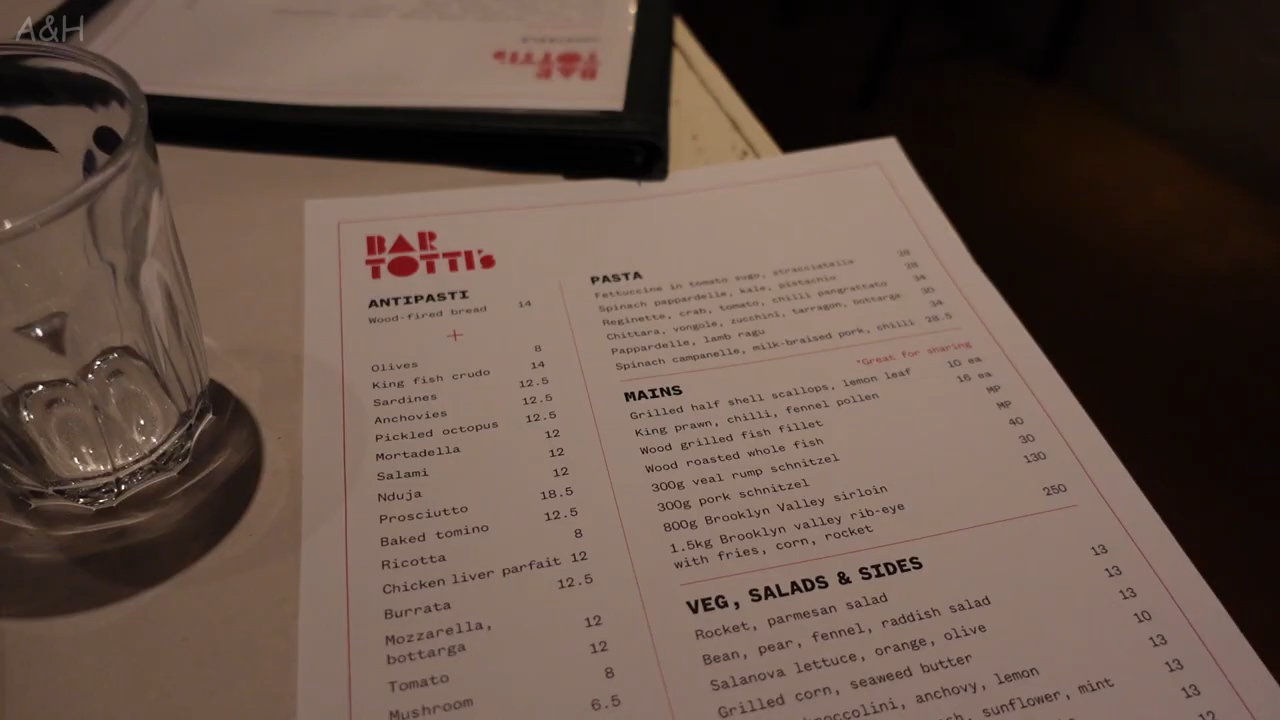 A&H
BAR
TOTTI's
BAR
TOTTI's
ANTIPASTI
Wood-fired bread 14
+
Olives 8
King fish crudo 14
Sardines 12.5
Anchovies 12.5
Pickled octopus 12.5
Mortadella 12
Salami 12
Nduja 12
Prosciutto 18.5
Baked tomino 12.5
Ricotta 8
Chicken liver parfait 12
Burrata 12.5
Mozzarella,
bottarga 12
Tomato 12
Mushroom 8
6.5
PASTA
Fettuccine in tomato sugo, stracciatella 28
Spinach pappardelle, kale, pistachio 28
Reginette, crab, tomato, chilli pangrattato 34
Chittara, vongole, zucchini, tarragon, bottarga 30
Pappardelle, lamb ragu 34
Spinach campanelle, milk-braised pork, chilli 28.5
*Great for sharing
MAINS
Grilled half shell scallops, lemon leaf 10 ea
King prawn, chilli, fennel pollen 16 ea
Wood grilled fish fillet MP
Wood roasted whole fish MP
300g veal rump schnitzel 40
300g pork schnitzel 30
800g Brooklyn Valley sirloin 130
1.5kg Brooklyn valley rib-eye 250
with fries, corn, rocket
VEG, SALADS & SIDES
Rocket, parmesan salad 13
Bean, pear, fennel, raddish salad 13
Salanova lettuce, orange, olive 13
Grilled corn, seaweed butter 10
anchovy, lemon 13
sunflower, mint 13
13
12